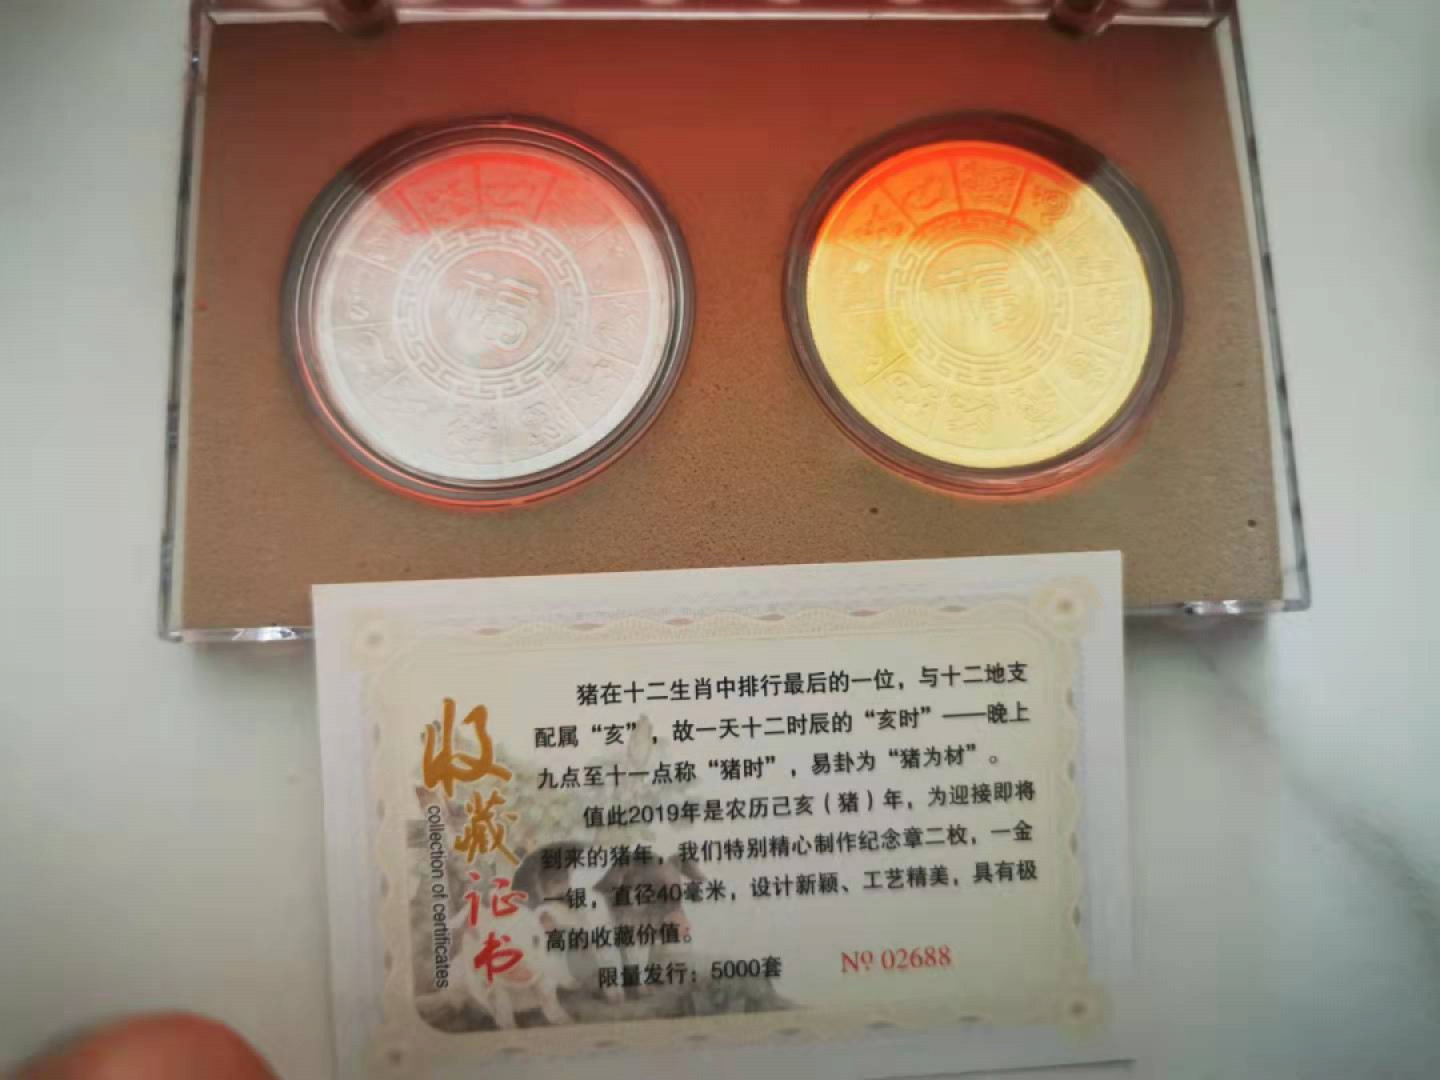 福
福
收藏证书
collection of certificates
猪在十二生肖中排行最后的一位，与十二地支
配属“亥”，故一天十二时辰的“亥时”——晚上
九点至十一点称“猪时”，易卦为“猪为材”。
值此2019年是农历己亥（猪）年，为迎接即将
到来的猪年，我们特别精心制作纪念章二枚，一金
一银，直径40毫米，设计新颖、工艺精美，具有极
高的收藏价值。
限量发行：5000套
Nº 02688